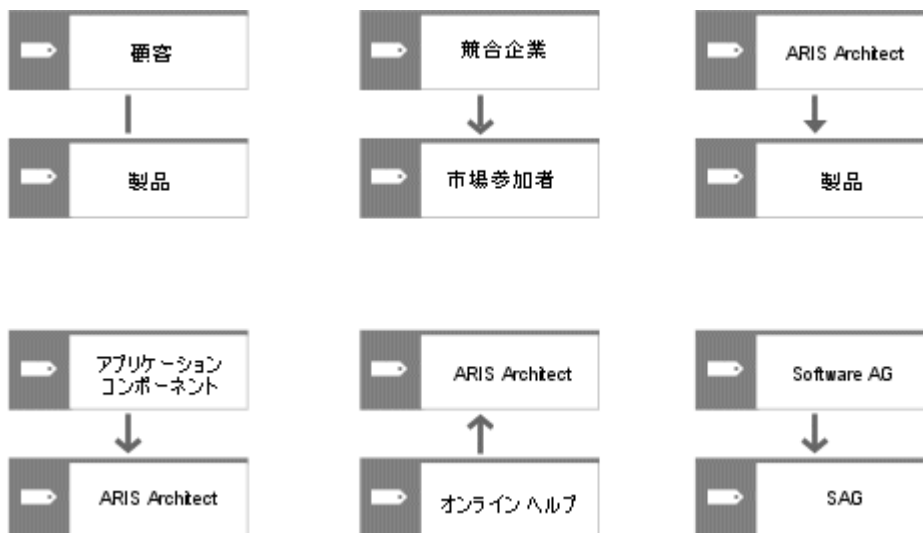 顧客
競合企業
ARIS Architect
製品
市場参加者
製品
アプリケーション
コンポーネント
ARIS Architect
Software AG
ARIS Architect
オンライン ヘルプ
SAG